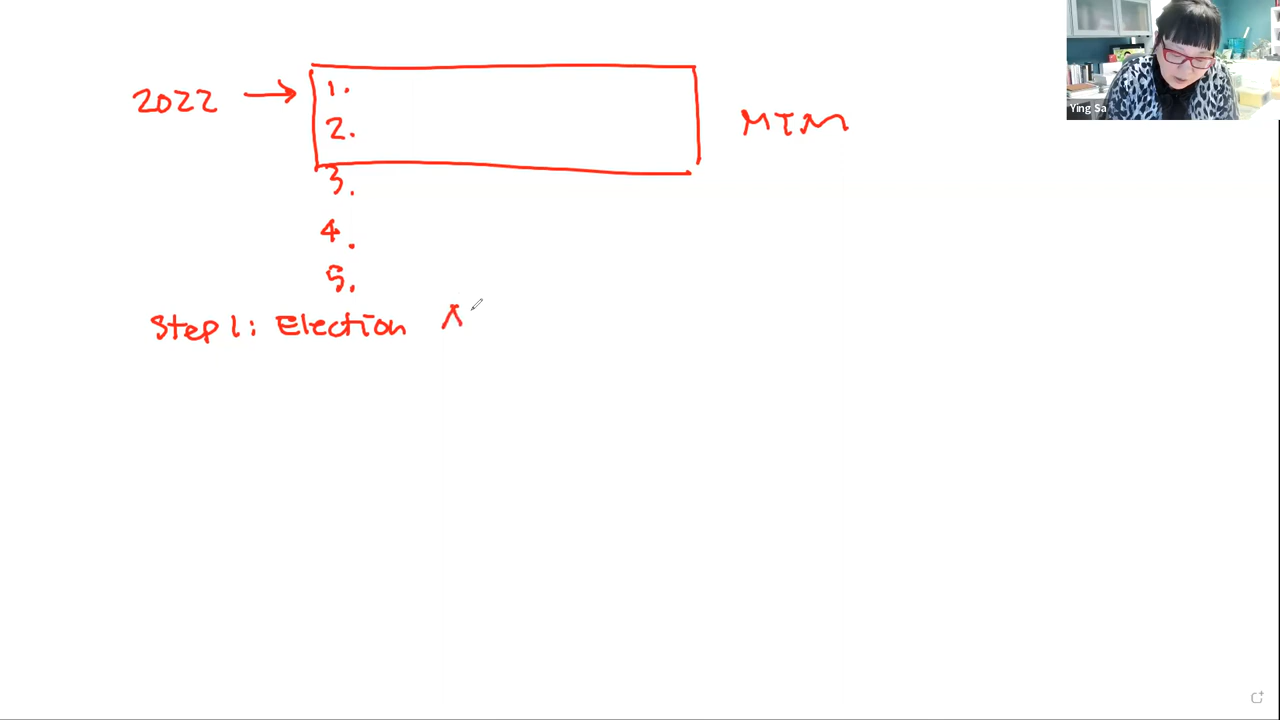 2022 → 1.
2.
MTM
3.
4.
5.
Step 1: Election
Ying Sa